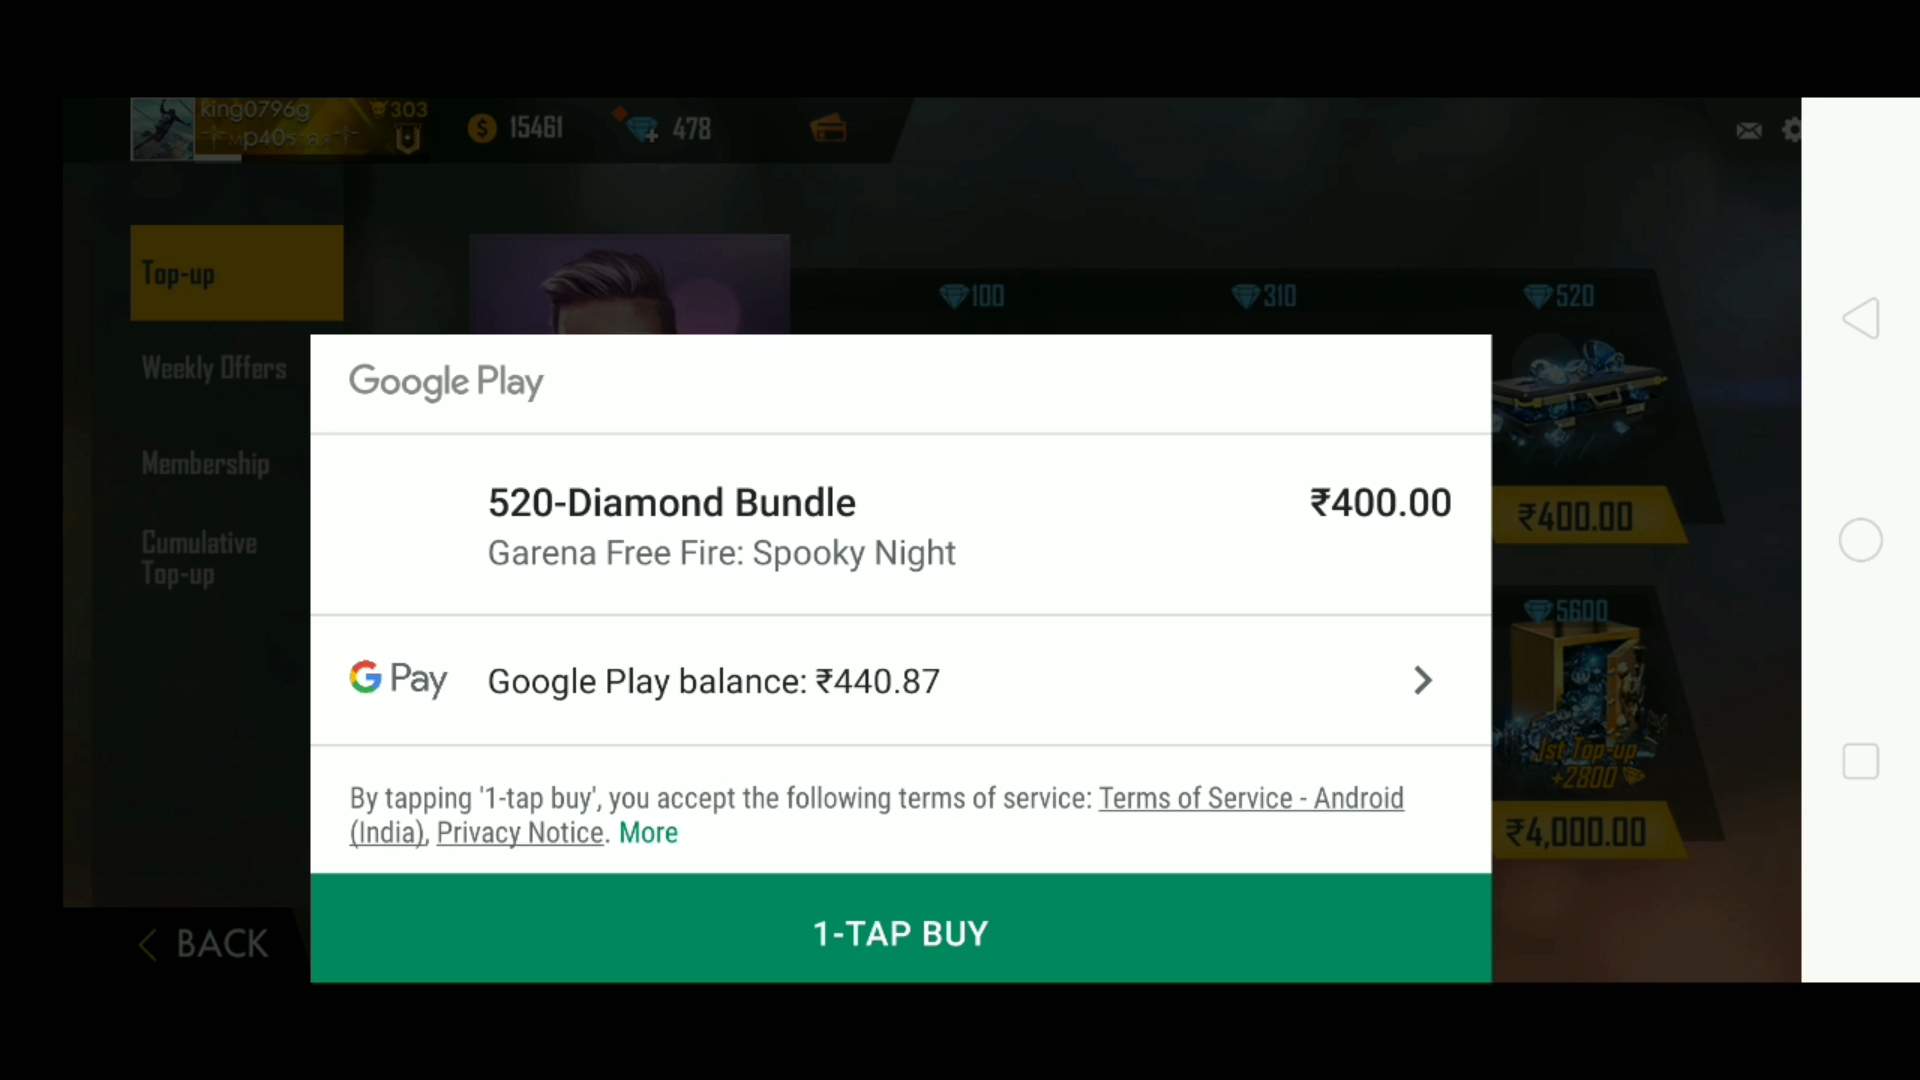 king0796g
303
15461
478
Top-up
Weekly Offers
Membership
Cumulative
Top-up
100
310
520
₹400.00
5600
1st Top-up
+2800
₹4,000.00
Google Play
520-Diamond Bundle
₹400.00
Garena Free Fire: Spooky Night
G Pay
Google Play balance: ₹440.87
By tapping '1-tap buy', you accept the following terms of service: Terms of Service - Android
(India), Privacy Notice. More
1-TAP BUY
BACK